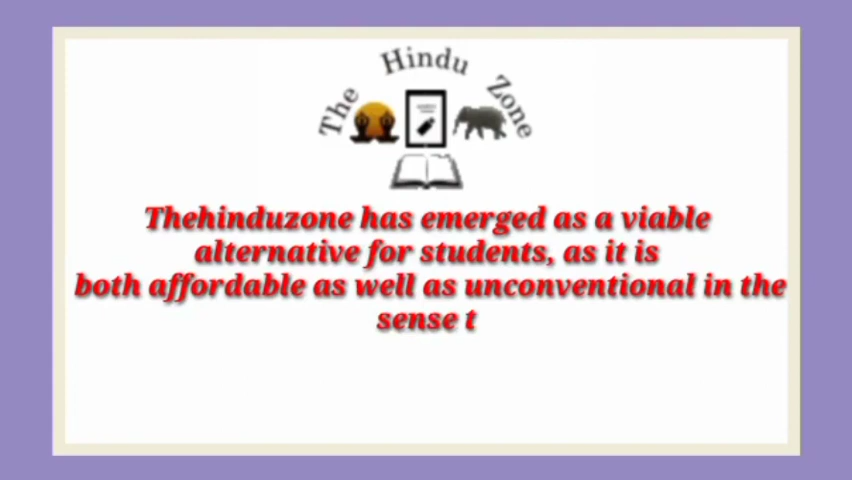 The Hindu Zone
Thehinduzone has emerged as a viable
alternative for students, as it is
both affordable as well as unconventional in the
sense t